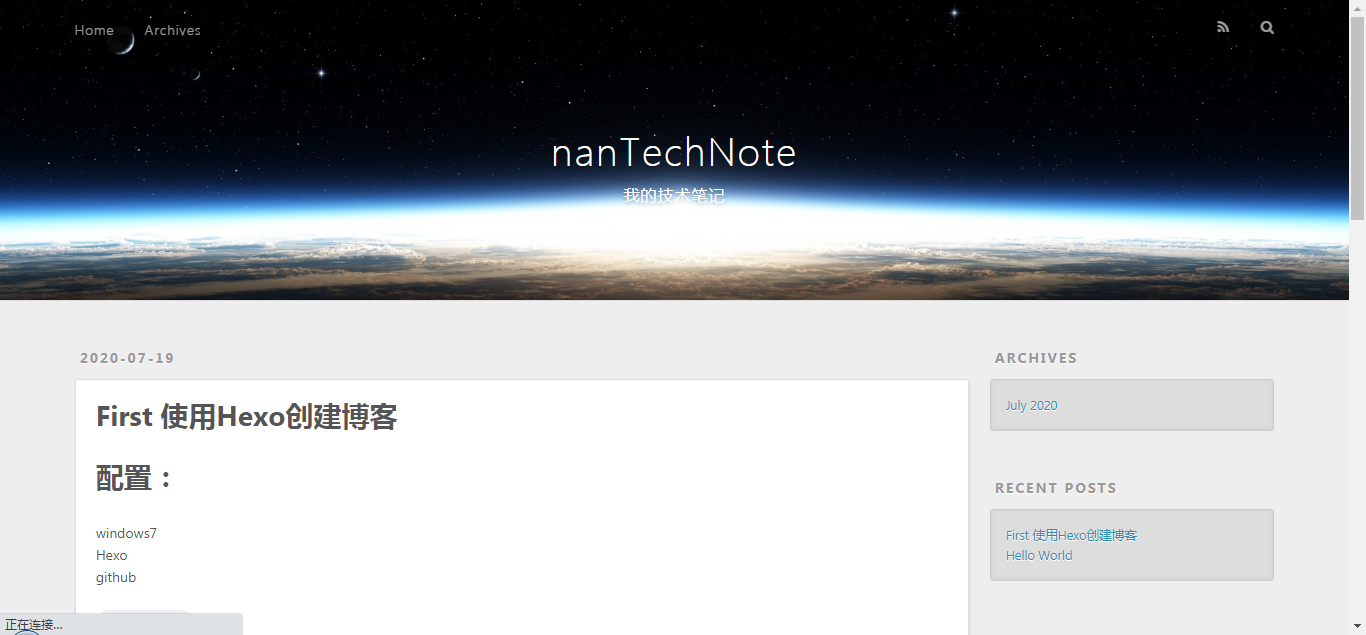 Home Archives
nanTechNote
我的技术笔记
2020-07-19
First 使用Hexo创建博客
配置：
windows7
Hexo
github
ARCHIVES
July 2020
RECENT POSTS
First 使用Hexo创建博客
Hello World
正在连接...